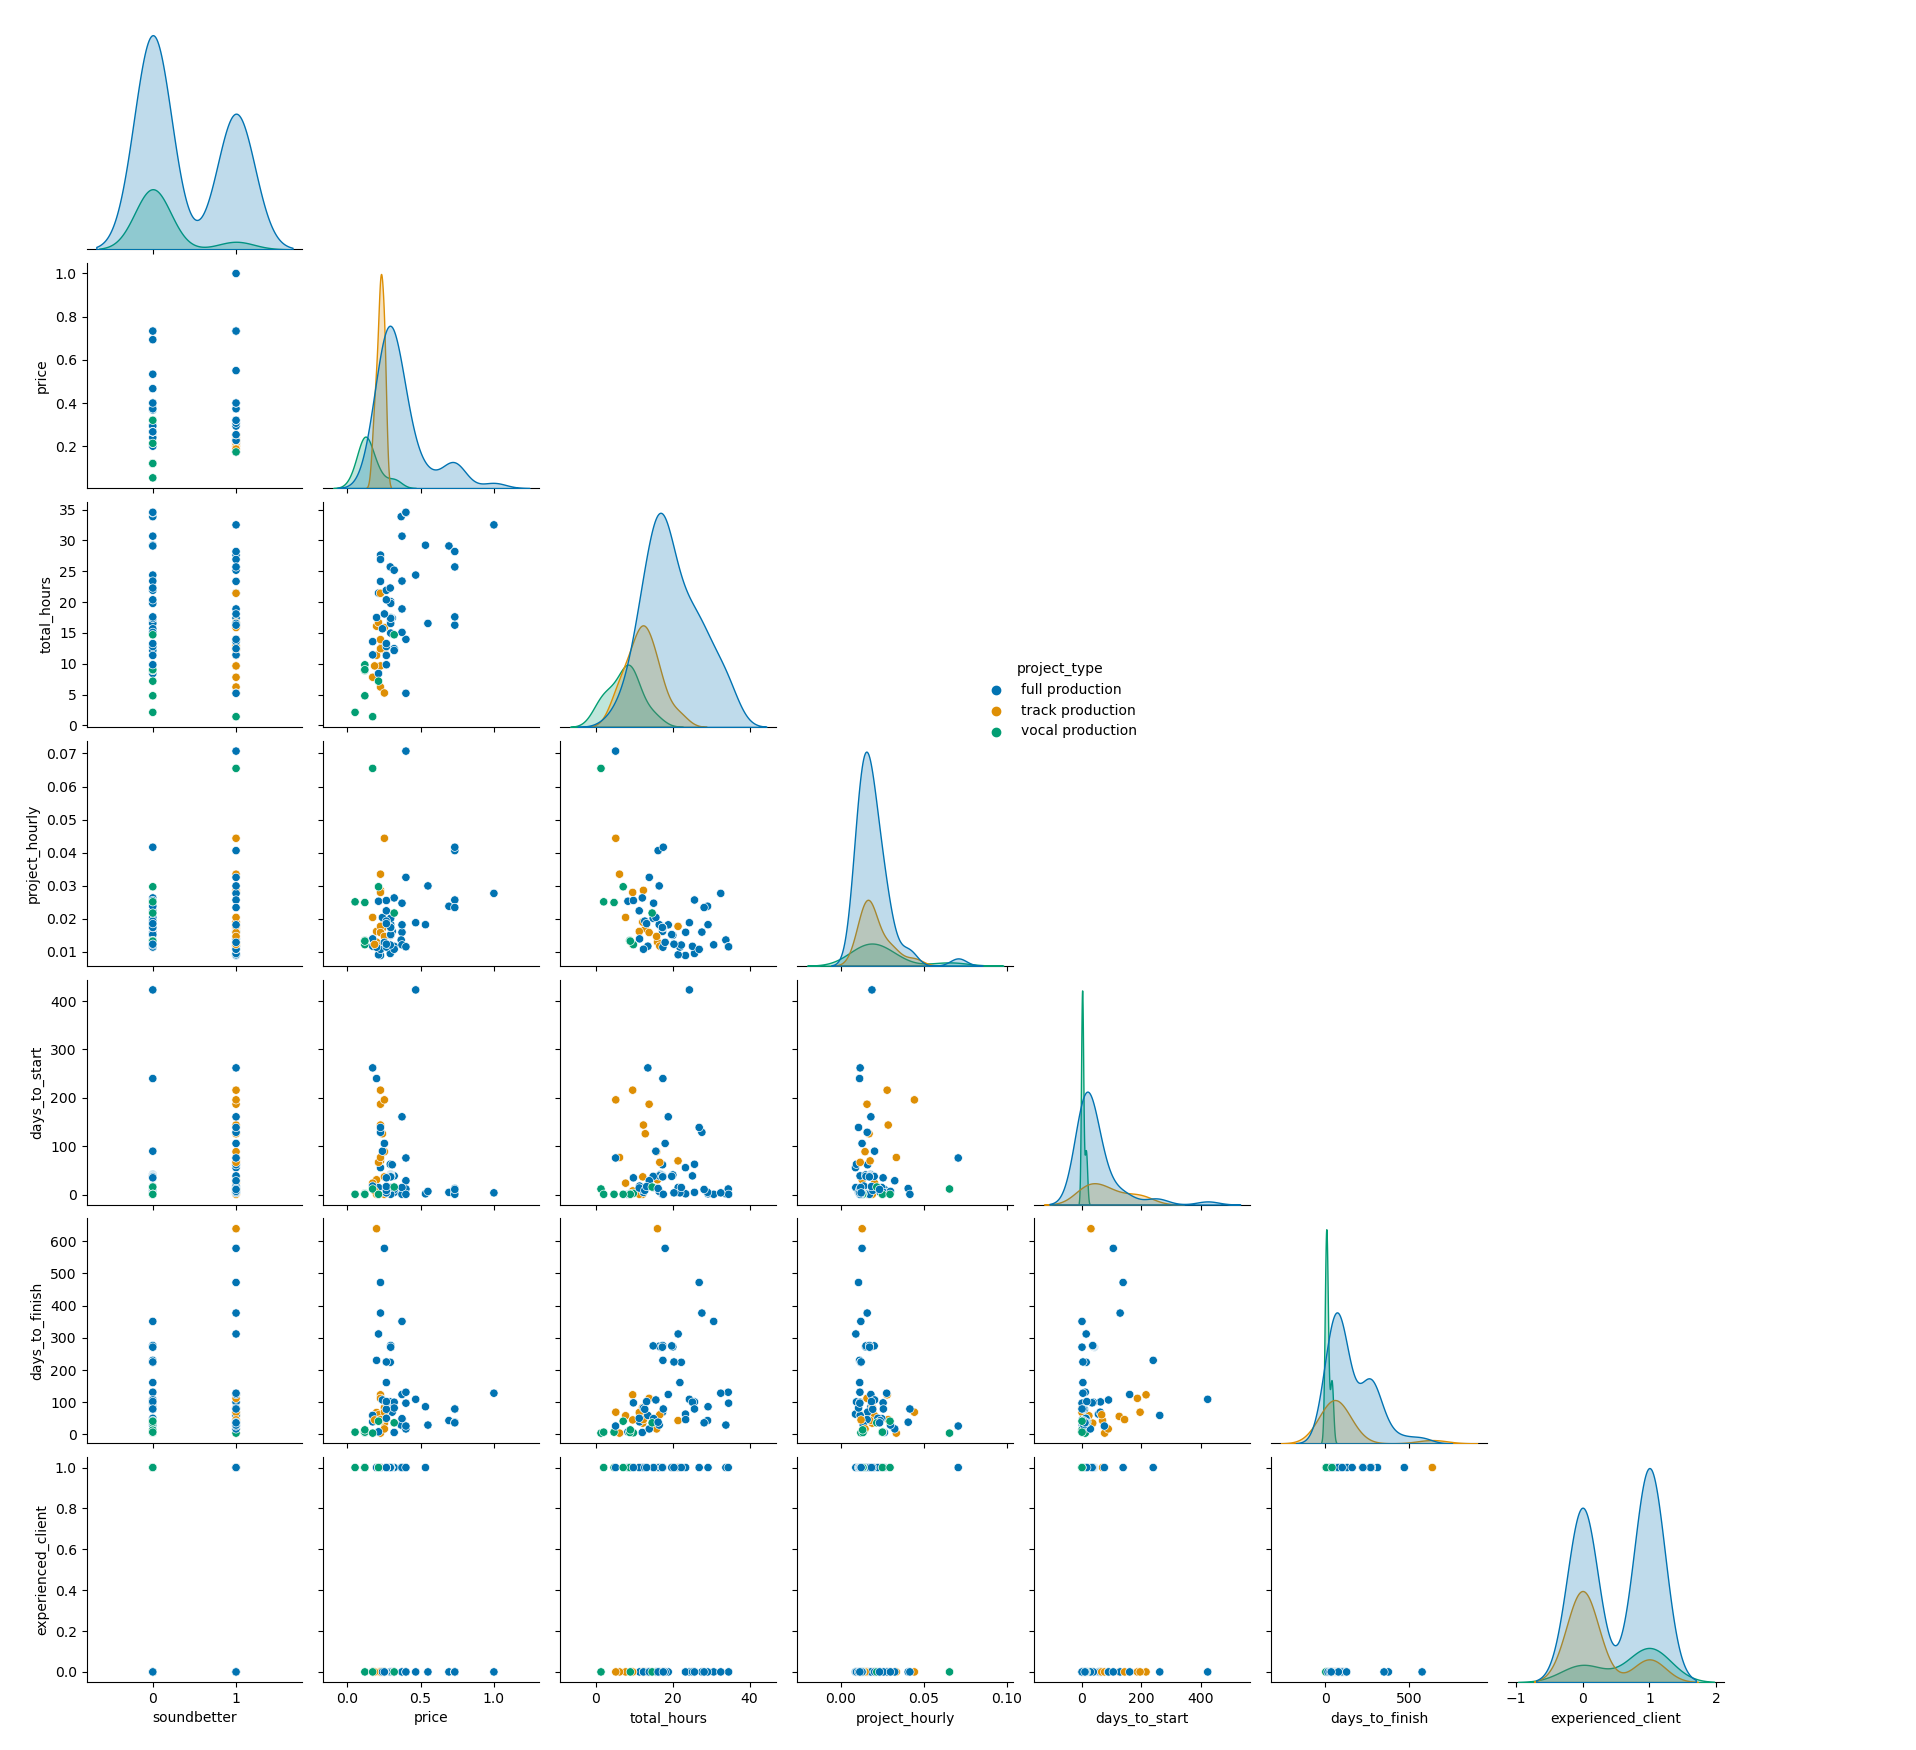 1.0
0.8
0.6
0.4
0.2
price
35
30
25
20
15
10
5
0
total_hours
project_type
full production
track production
vocal production
0.07
0.06
0.05
0.04
0.03
0.02
0.01
project_hourly
400
300
200
100
0
days_to_start
600
500
400
300
200
100
0
days_to_finish
1.0
0.8
0.6
0.4
0.2
0.0
experienced_client
0 1
soundbetter
0.0 0.5 1.0
price
0 20 40
total_hours
0.00 0.05 0.10
project_hourly
0 200 400
days_to_start
0 500
days_to_finish
−1 0 1 2
experienced_client